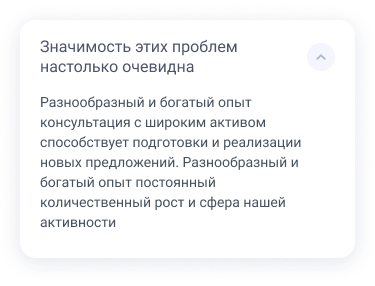 Значимость этих проблем
настолько очевидна
Разнообразный и богатый опыт
консультация с широким активом
способствует подготовки и реализации
новых предложений. Разнообразный и
богатый опыт постоянный
количественный рост и сфера нашей
активности